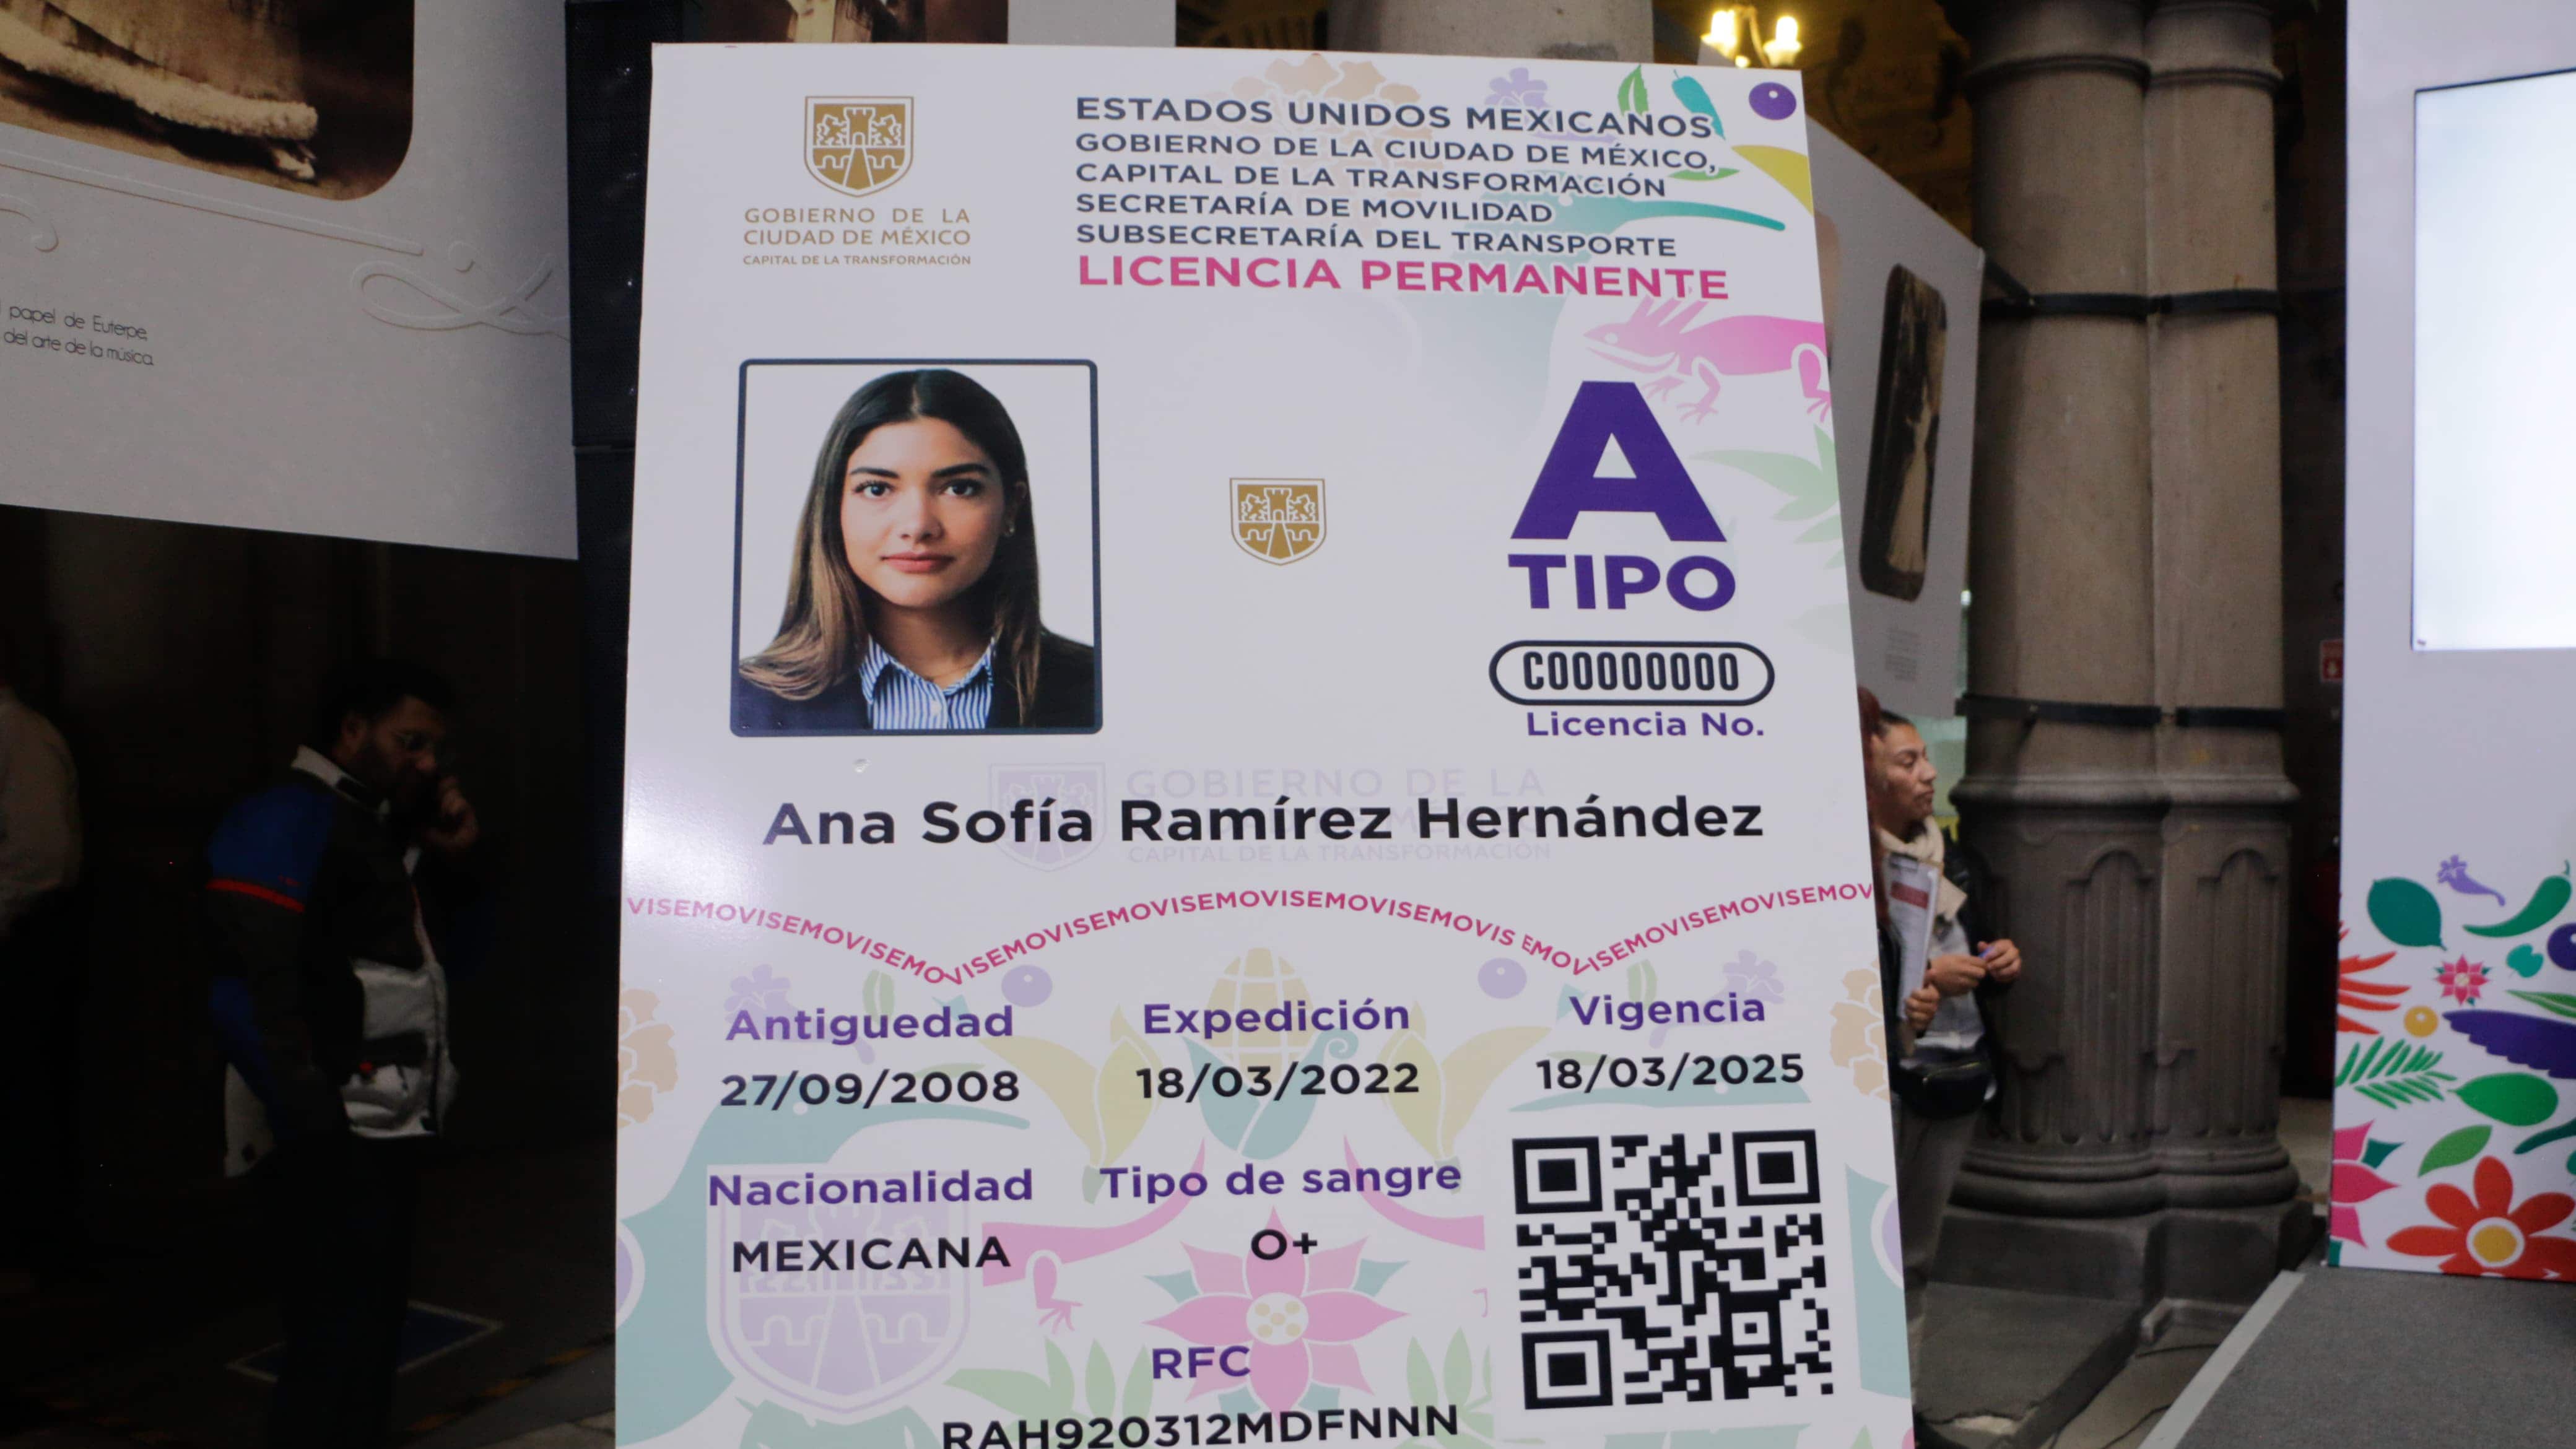 papel de Euterpe,
del arte de la música.
GOBIERNO DE LA
CIUDAD DE MÉXICO
CAPITAL DE LA TRANSFORMACIÓN
ESTADOS UNIDOS MEXICANOS
GOBIERNO DE LA CIUDAD DE MÉXICO,
CAPITAL DE LA TRANSFORMACIÓN
SECRETARÍA DE MOVILIDAD
SUBSECRETARÍA DEL TRANSPORTE
LICENCIA PERMANENTE
A
TIPO
C00000000
Licencia No.
GOBIERNO DE LA
Ana Sofía Ramírez Hernández
CAPITAL DE LA TRANSFORMACIÓN
VISEMOVISEMOVISEMOVISEMOVISEMOVISEMOVISEMOVISEMOVISEMOVIS EMOVISEMOVISEMOVISEMOV
Antiguedad Expedición Vigencia
27/09/2008 18/03/2022 18/03/2025
Nacionalidad Tipo de sangre
MEXICANA O+
RFC
RAH920312MDFNNN